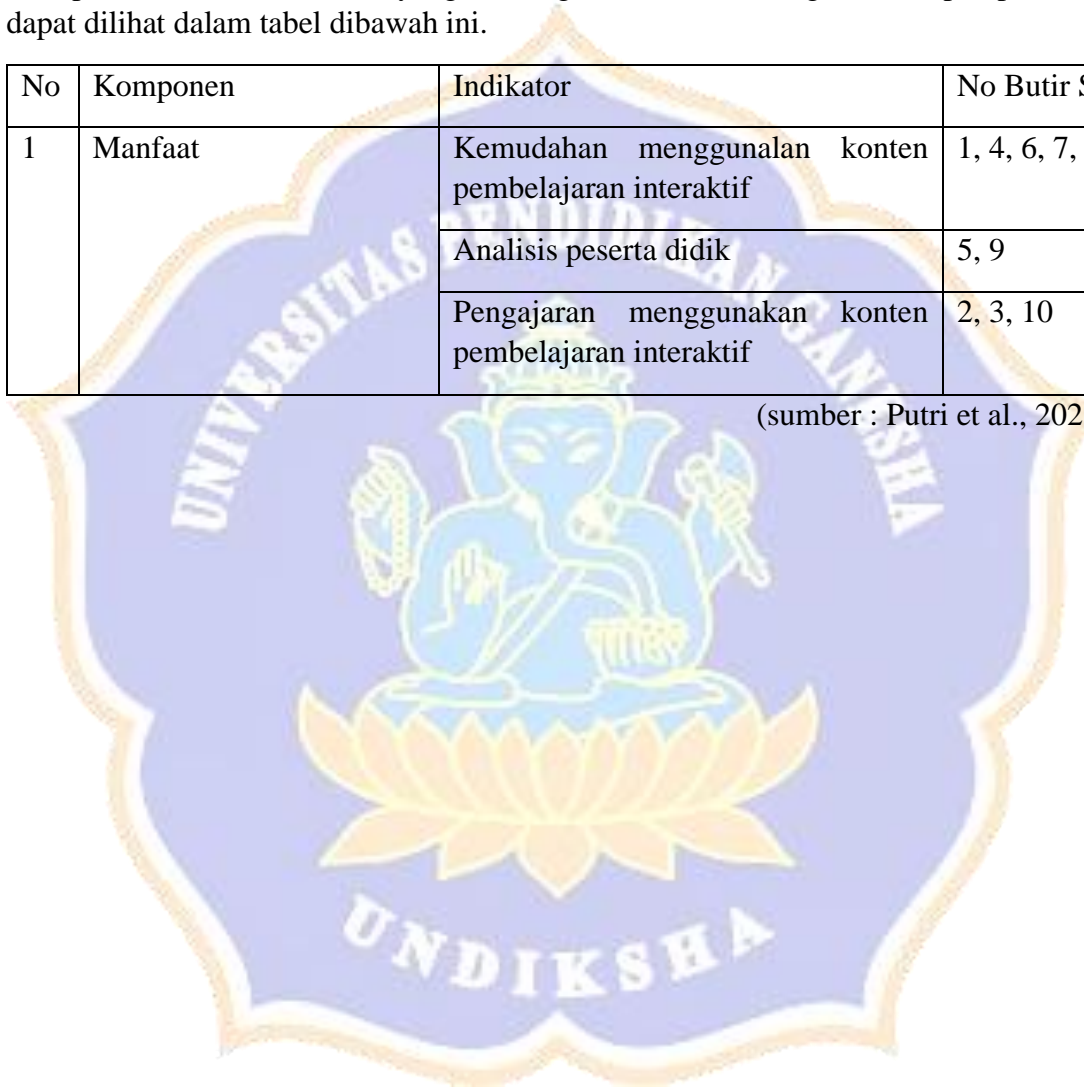 dapat dilihat dalam tabel dibawah ini.
No Komponen Indikator No Butir
1 Manfaat Kemudahan menggunalan konten 1, 4, 6, 7,
pembelajaran interaktif
Analisis peserta didik 5, 9
Pengajaran menggunakan konten 2, 3, 10
pembelajaran interaktif
(sumber : Putri et al.,
UNIVERSITAS PENDIDIKAN GANESHA
UNDIKSHA